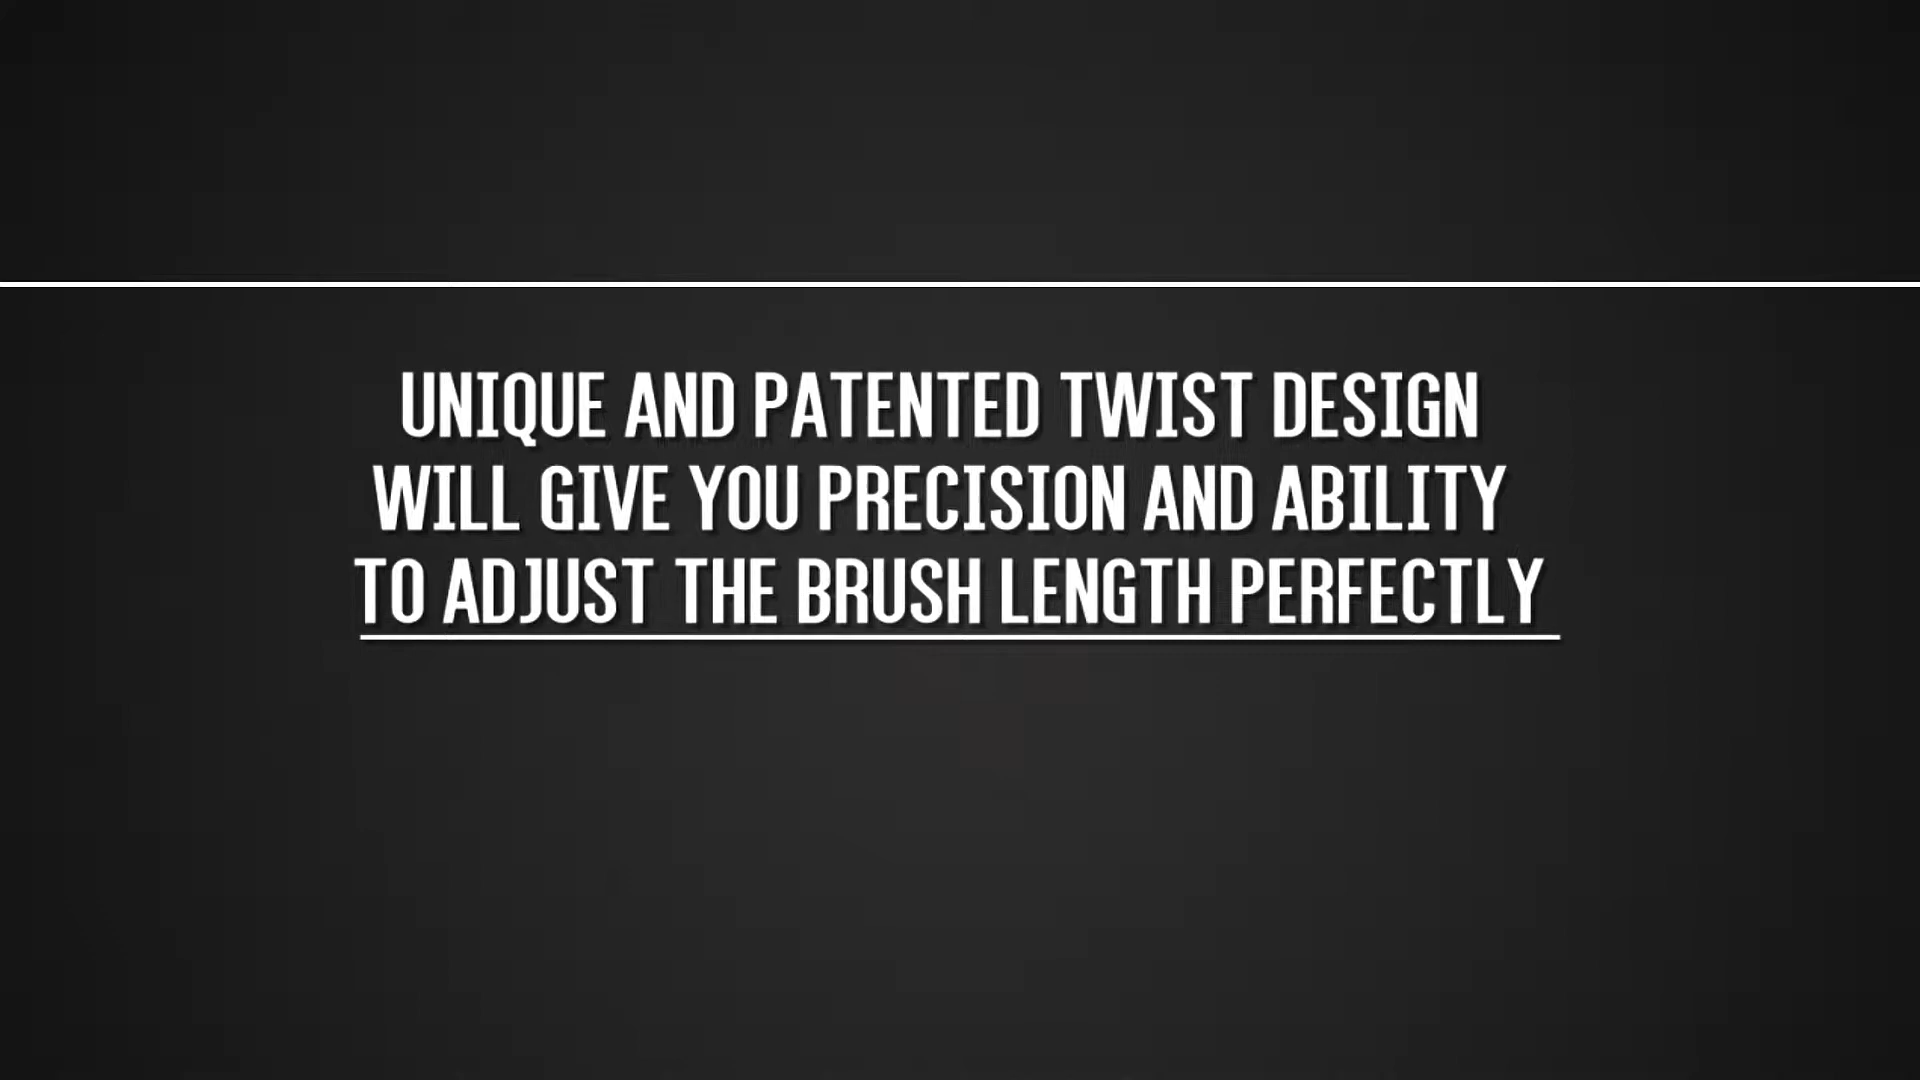 UNIQUE AND PATENTED TWIST DESIGN
WILL GIVE YOU PRECISION AND ABILITY
TO ADJUST THE BRUSH LENGTH PERFECTLY